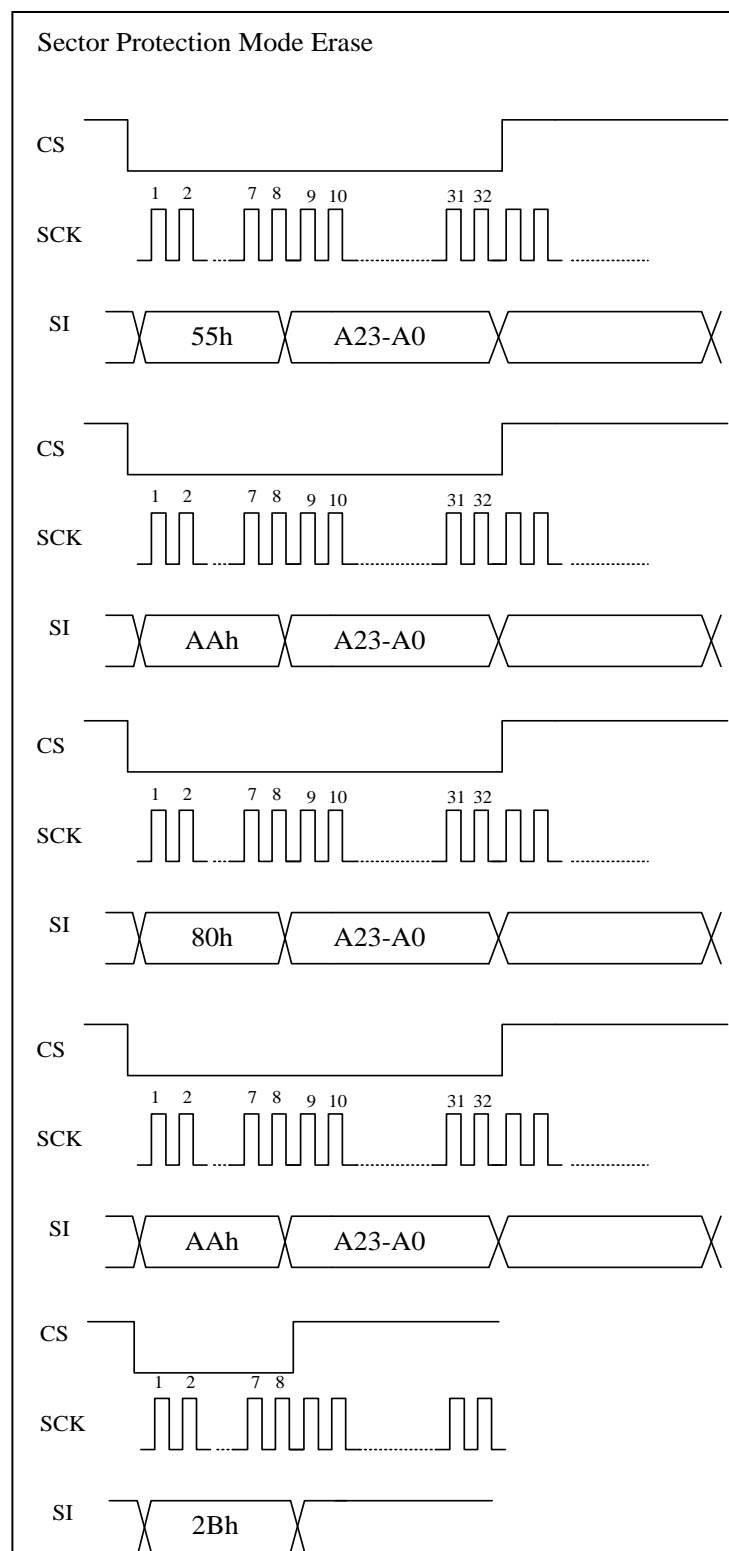 Sector Protection Mode Erase
CS
1 2 7 8 9 10 31 32
SCK
SI 55h A23-A0
CS
1 2 7 8 9 10 31 32
SCK
SI AAh A23-A0
CS
1 2 7 8 9 10 31 32
SCK
SI 80h A23-A0
CS
1 2 7 8 9 10 31 32
SCK
SI AAh A23-A0
CS
1 2 7 8
SCK
SI 2Bh